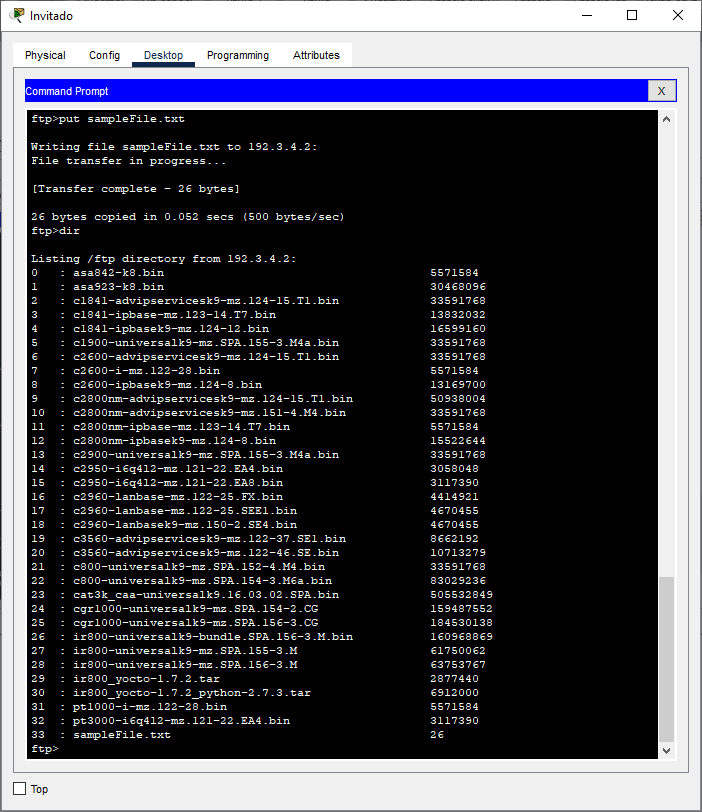 Invitado
Physical Config Desktop Programming Attributes
Command Prompt X
ftp>put sampleFile.txt
Writing file sampleFile.txt to 192.3.4.2:
File transfer in progress...
[Transfer complete - 26 bytes]
26 bytes copied in 0.052 secs (500 bytes/sec)
ftp>dir
Listing /ftp directory from 192.3.4.2:
0 : asa842-k8.bin 5571584
1 : asa923-k8.bin 30468096
2 : c1841-advipservicesk9-mz.124-15.T1.bin 33591768
3 : c1841-ipbase-mz.123-14.T7.bin 13832032
4 : c1841-ipbasek9-mz.124-12.bin 16599160
5 : c1900-universalk9-mz.SPA.155-3.M4a.bin 33591768
6 : c2600-advipservicesk9-mz.124-15.T1.bin 33591768
7 : c2600-i-mz.122-28.bin 5571584
8 : c2600-ipbasek9-mz.124-8.bin 13169700
9 : c2800nm-advipservicesk9-mz.124-15.T1.bin 50938004
10 : c2800nm-advipservicesk9-mz.151-4.M4.bin 33591768
11 : c2800nm-ipbase-mz.123-14.T7.bin 5571584
12 : c2800nm-ipbasek9-mz.124-8.bin 15522644
13 : c2900-universalk9-mz.SPA.155-3.M4a.bin 33591768
14 : c2950-i6q4l2-mz.121-22.EA4.bin 3058048
15 : c2950-i6q4l2-mz.121-22.EA8.bin 3117390
16 : c2960-lanbase-mz.122-25.FX.bin 4414921
17 : c2960-lanbase-mz.122-25.SEE1.bin 4670455
18 : c2960-lanbasek9-mz.150-2.SE4.bin 4670455
19 : c3560-advipservicesk9-mz.122-37.SE1.bin 8662192
20 : c3560-advipservicesk9-mz.122-46.SE.bin 10713279
21 : c800-universalk9-mz.SPA.152-4.M4.bin 33591768
22 : c800-universalk9-mz.SPA.154-3.M6a.bin 83029236
23 : cat3k_caa-universalk9.16.03.02.SPA.bin 505532849
24 : cgr1000-universalk9-mz.SPA.154-2.CG 159487552
25 : cgr1000-universalk9-mz.SPA.156-3.CG 184530138
26 : ir800-universalk9-bundle.SPA.156-3.M.bin 160968869
27 : ir800-universalk9-mz.SPA.155-3.M 61750062
28 : ir800-universalk9-mz.SPA.156-3.M 63753767
29 : ir800_yocto-1.7.2.tar 2877440
30 : ir800_yocto-1.7.2_python-2.7.3.tar 6912000
31 : pt1000-i-mz.122-28.bin 5571584
32 : pt3000-i6q4l2-mz.121-22.EA4.bin 3117390
33 : sampleFile.txt 26
ftp>
Top